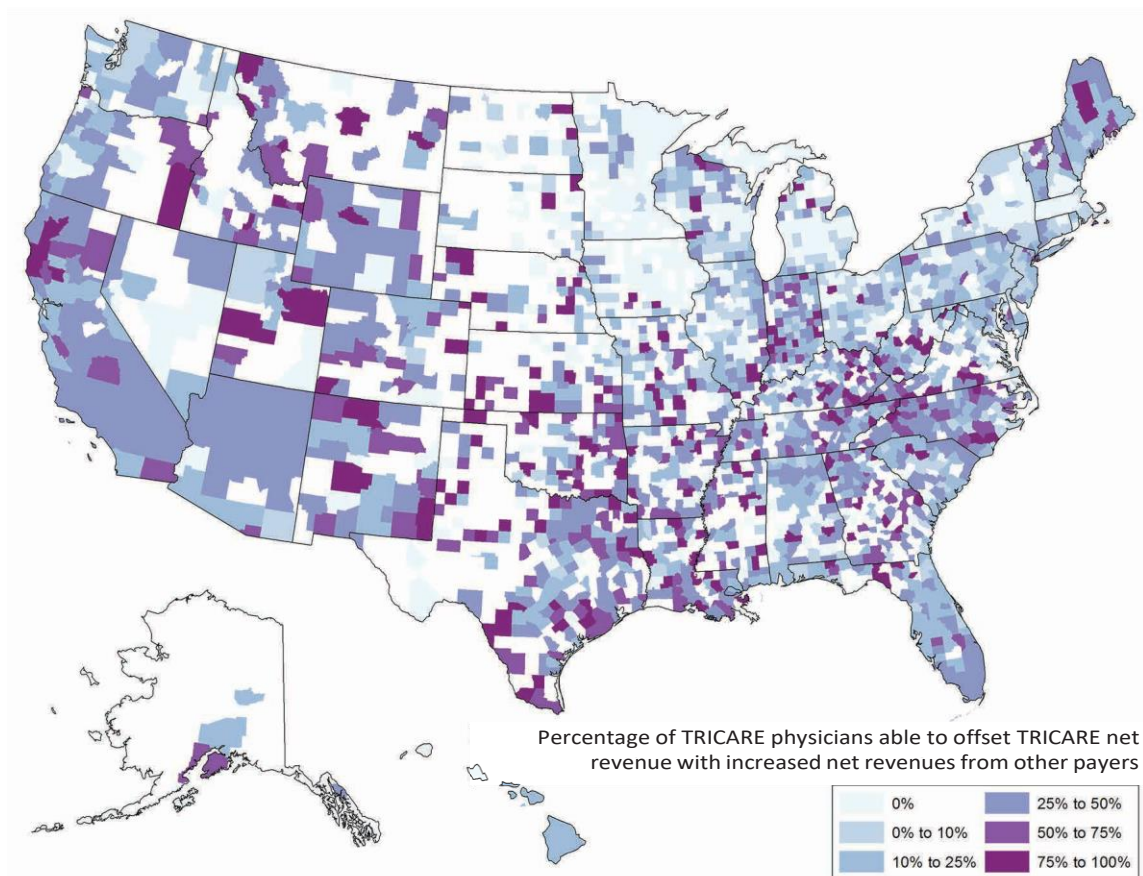 Percentage of TRICARE physicians able to offset TRICARE net
revenue with increased net revenues from other payers
0%
25% to 50%
0% to 10%
50% to 75%
10% to 25%
75% to 100%